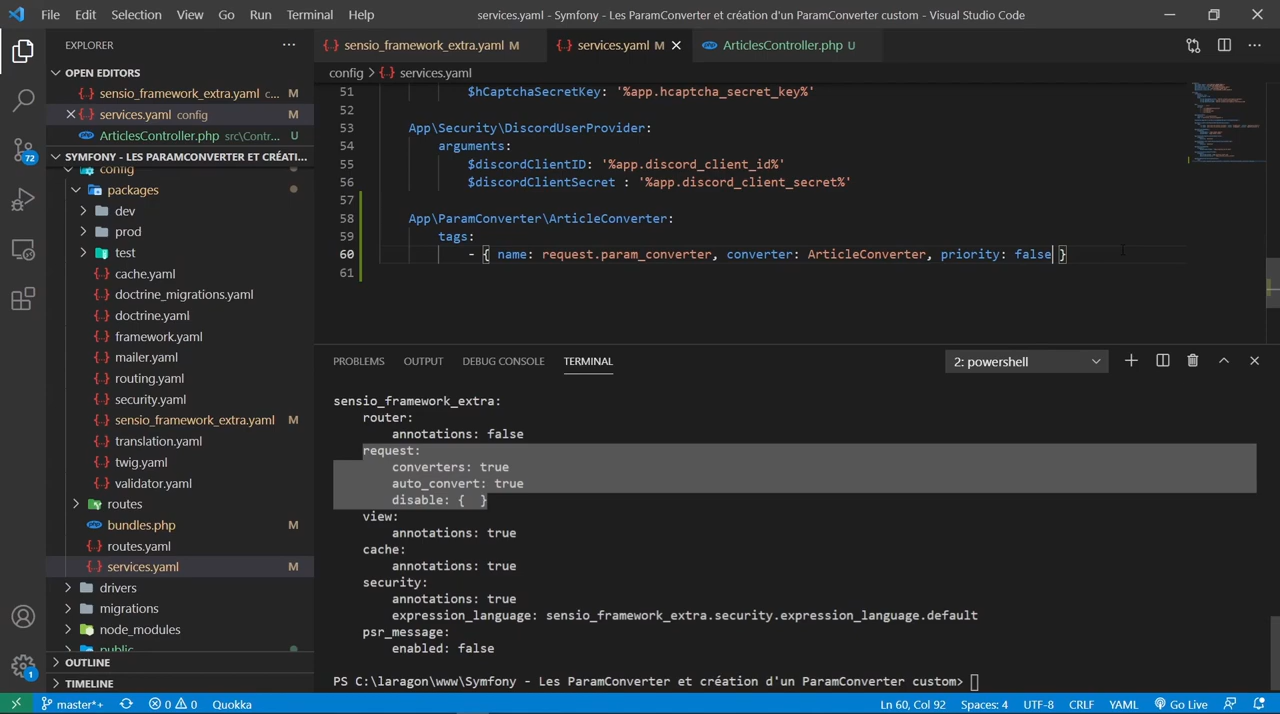 File Edit Selection View Go Run Terminal Help services.yaml - Symfony - Les ParamConverter et création d'un ParamConverter custom - Visual Studio Code
EXPLORER
OPEN EDITORS
sensio_framework_extra.yaml c... M
services.yaml config M
ArticlesController.php src\Contr... U
SYMFONY - LES PARAMCONVERTER ET CRÉATI...
config
packages
dev
prod
test
cache.yaml
doctrine_migrations.yaml
doctrine.yaml
framework.yaml
mailer.yaml
routing.yaml
security.yaml
sensio_framework_extra.yaml M
translation.yaml
twig.yaml
validator.yaml
routes
bundles.php M
routes.yaml
services.yaml M
drivers
migrations
node_modules
public
OUTLINE
TIMELINE
72
1
sensio_framework_extra.yaml M services.yaml M ArticlesController.php U
config > services.yaml
51 $hCaptchaSecretKey: '%app.hcaptcha_secret_key%'
52
53 App\Security\DiscordUserProvider:
54 arguments:
55 $discordClientID: '%app.discord_client_id%'
56 $discordClientSecret : '%app.discord_client_secret%'
57
58 App\ParamConverter\ArticleConverter:
59 tags:
60 - { name: request.param_converter, converter: ArticleConverter, priority: false }
61
PROBLEMS OUTPUT DEBUG CONSOLE TERMINAL 2: powershell
sensio_framework_extra:
router:
annotations: false
request:
converters: true
auto_convert: true
disable: { }
view:
annotations: true
cache:
annotations: true
security:
annotations: true
expression_language: sensio_framework_extra.security.expression_language.default
psr_message:
enabled: false
PS C:\laragon\www\Symfony - Les ParamConverter et création d'un ParamConverter custom>
master*+ 0 0 Quokka Ln 60, Col 92 Spaces: 4 UTF-8 CRLF YAML Go Live